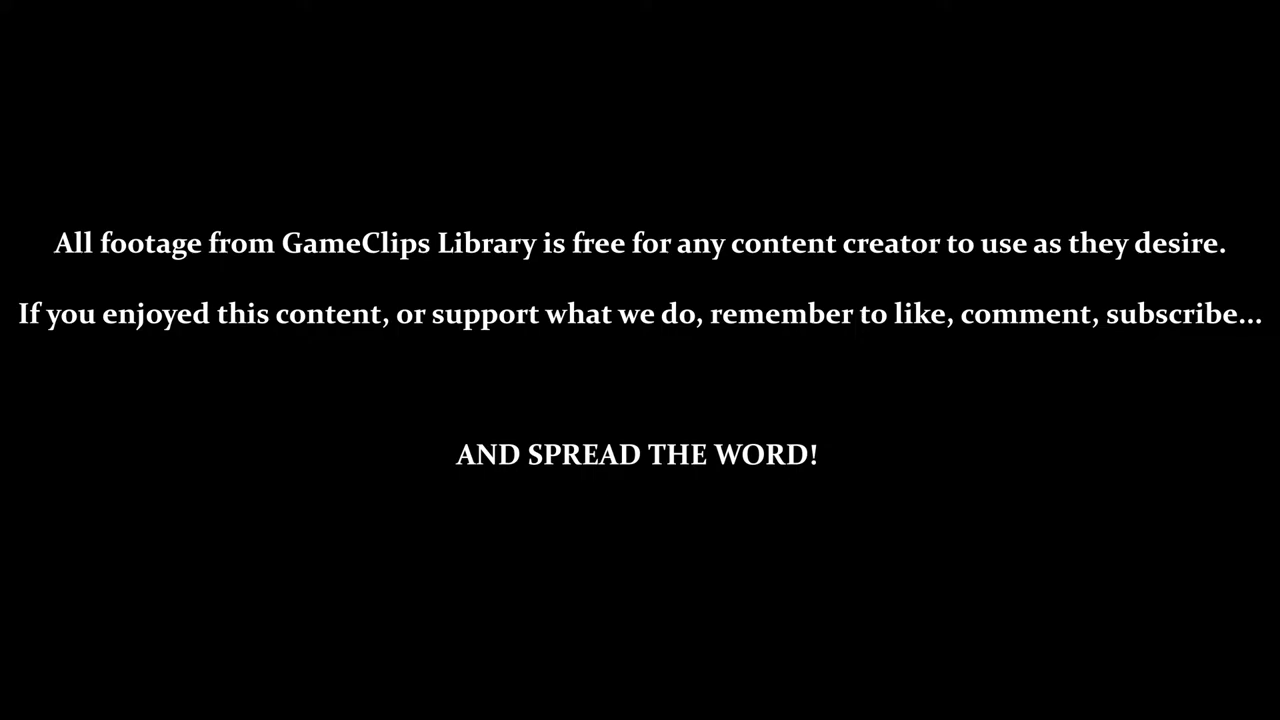 All footage from GameClips Library is free for any content creator to use as they desire.
If you enjoyed this content, or support what we do, remember to like, comment, subscribe...
AND SPREAD THE WORD!